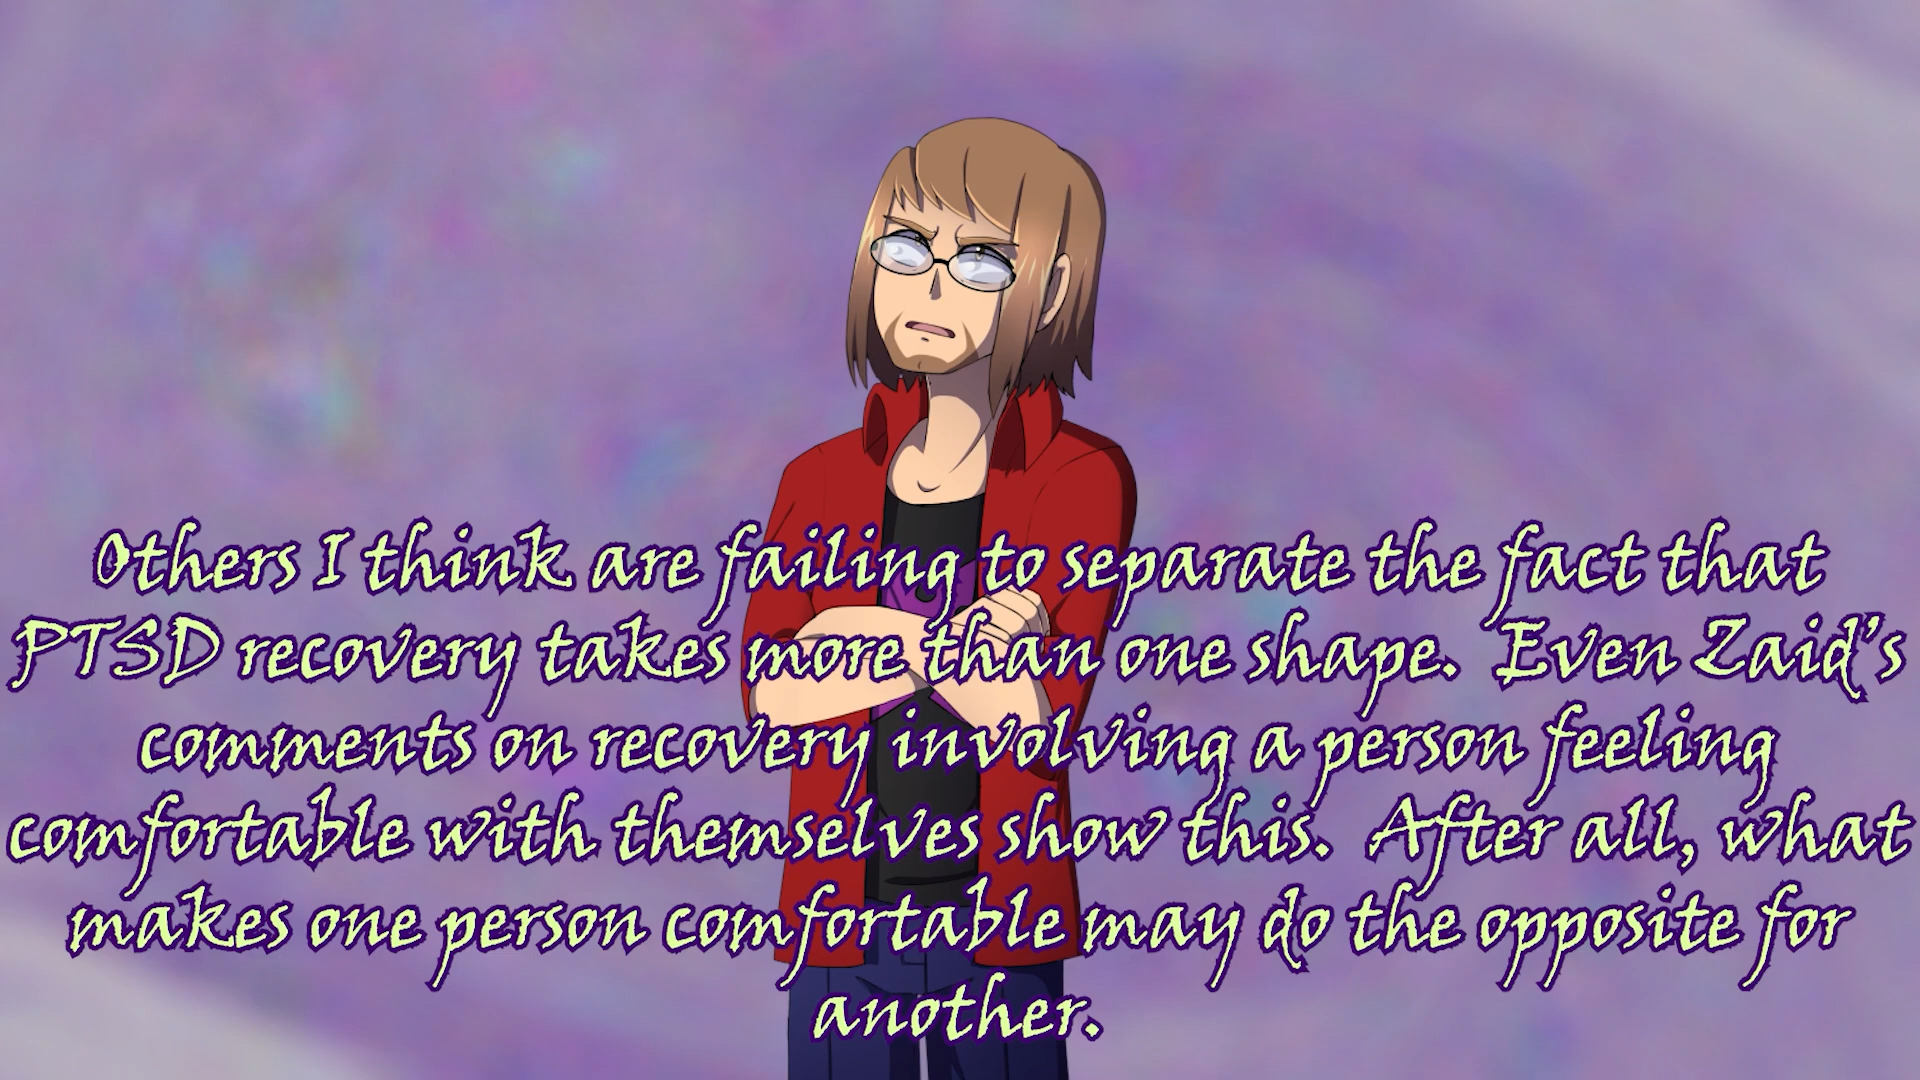 Others I think are failing to separate the fact that
PTSD recovery takes more than one shape.  Even Zaid's
comments on recovery involving a person feeling
comfortable with themselves show this.  After all, what
makes one person comfortable may do the opposite for
another.